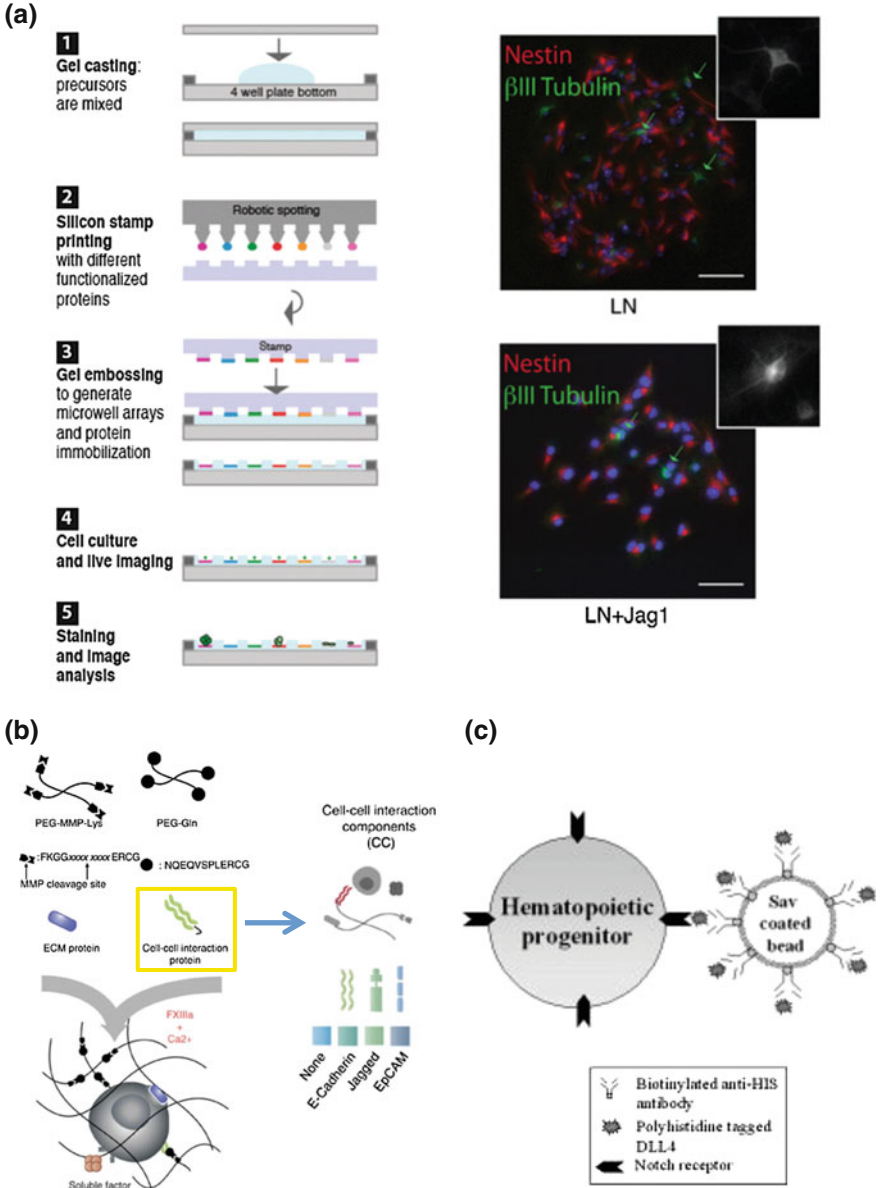 (a)
1
Gel casting:
precursors
are mixed
4 well plate bottom
2
Silicon stamp
printing
with different
functionalized
proteins
Robotic spotting
3
Gel embossing
to generate
microwell arrays
and protein
immobilization
Stamp
4
Cell culture
and live imaging
5
Staining
and image
analysis
Nestin
βIII Tubulin
LN
Nestin
βIII Tubulin
LN+Jag1
(b)
PEG-MMP-Lys
PEG-Gln
:FKGGxxxx xxxxERCG
: NQEQVSPLERCG
MMP cleavage site
ECM protein
Cell-cell interaction
protein
FXIIIa
+
Ca2+
Soluble factor
Cell-cell interaction
components
(CC)
None
E-Cadherin
Jagged
EpCAM
(c)
Hematopoietic
progenitor
Sav
coated
bead
Biotinylated anti-HIS
antibody
Polyhistidine tagged
DLL4
Notch receptor